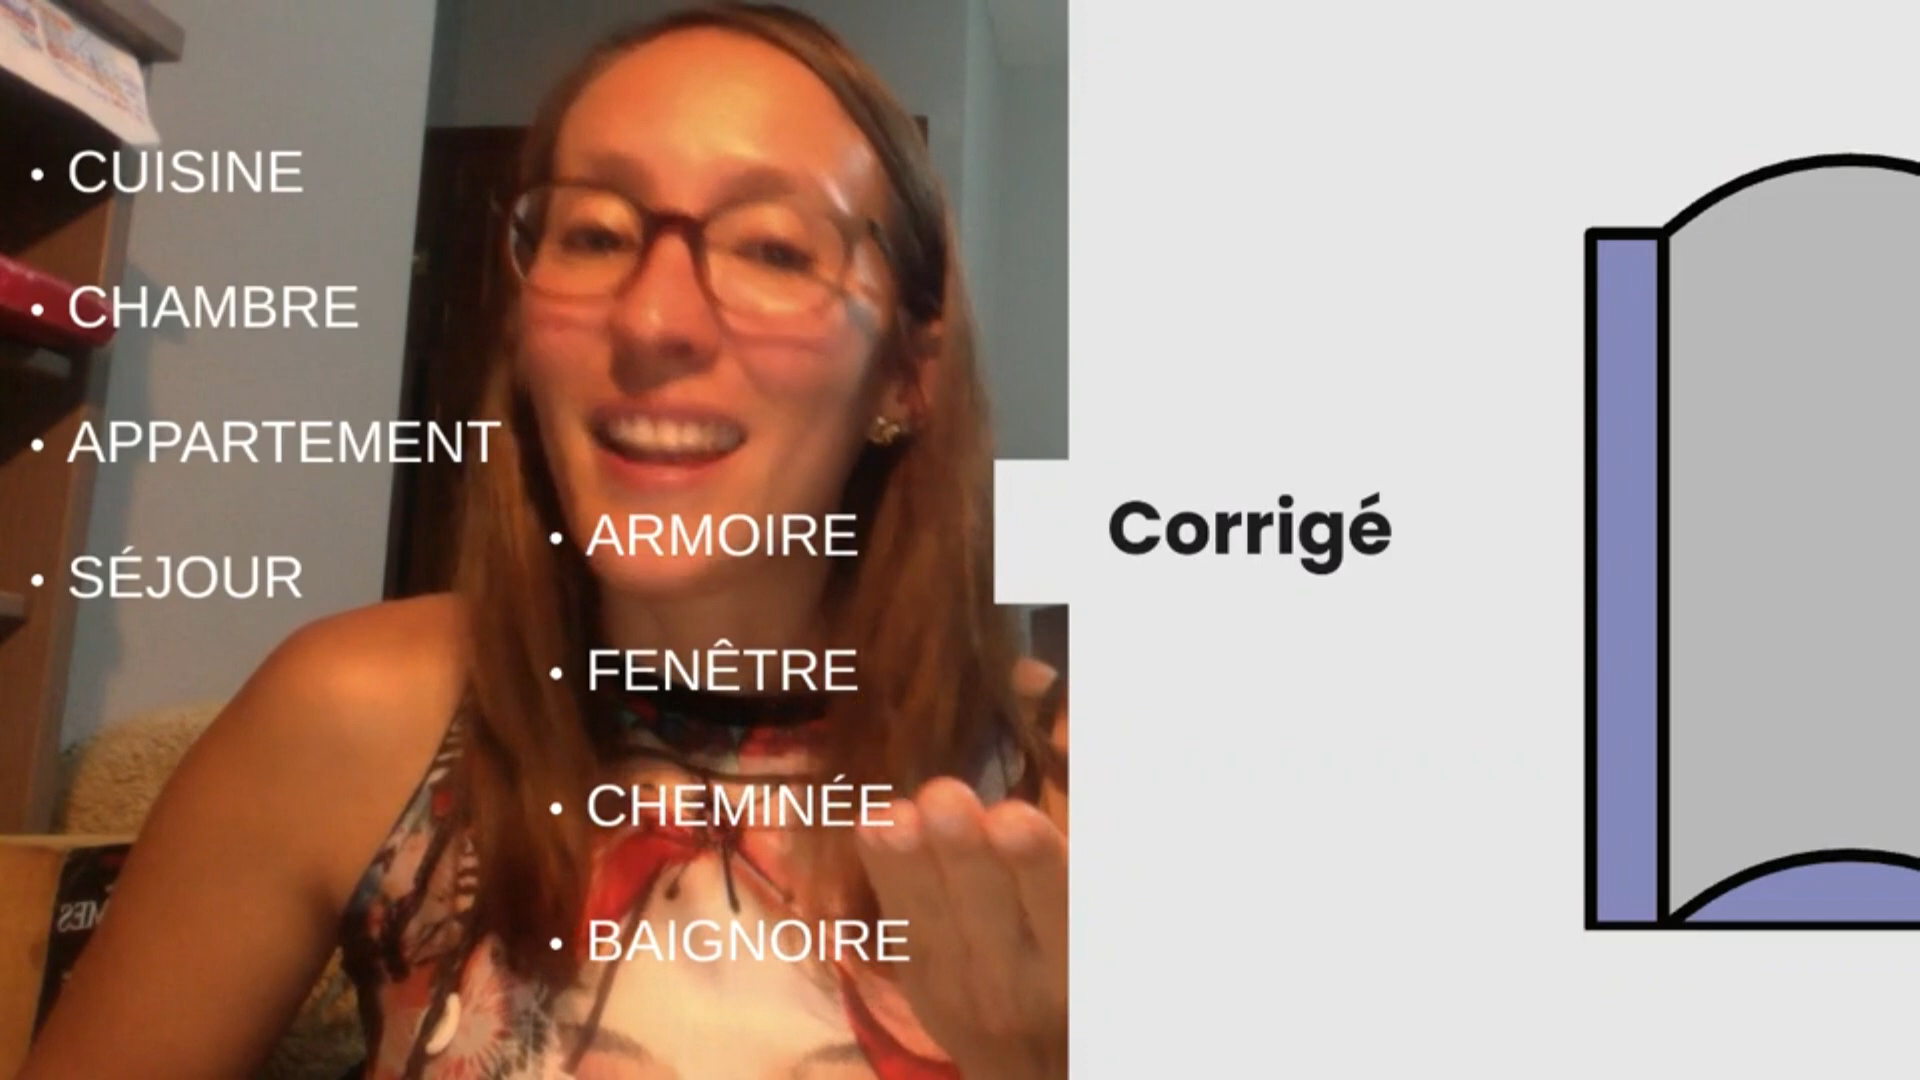 • CUISINE
• CHAMBRE
• APPARTEMENT
• SÉJOUR
• ARMOIRE
• FENÊTRE
• CHEMINÉE
• BAIGNOIRE
Corrigé